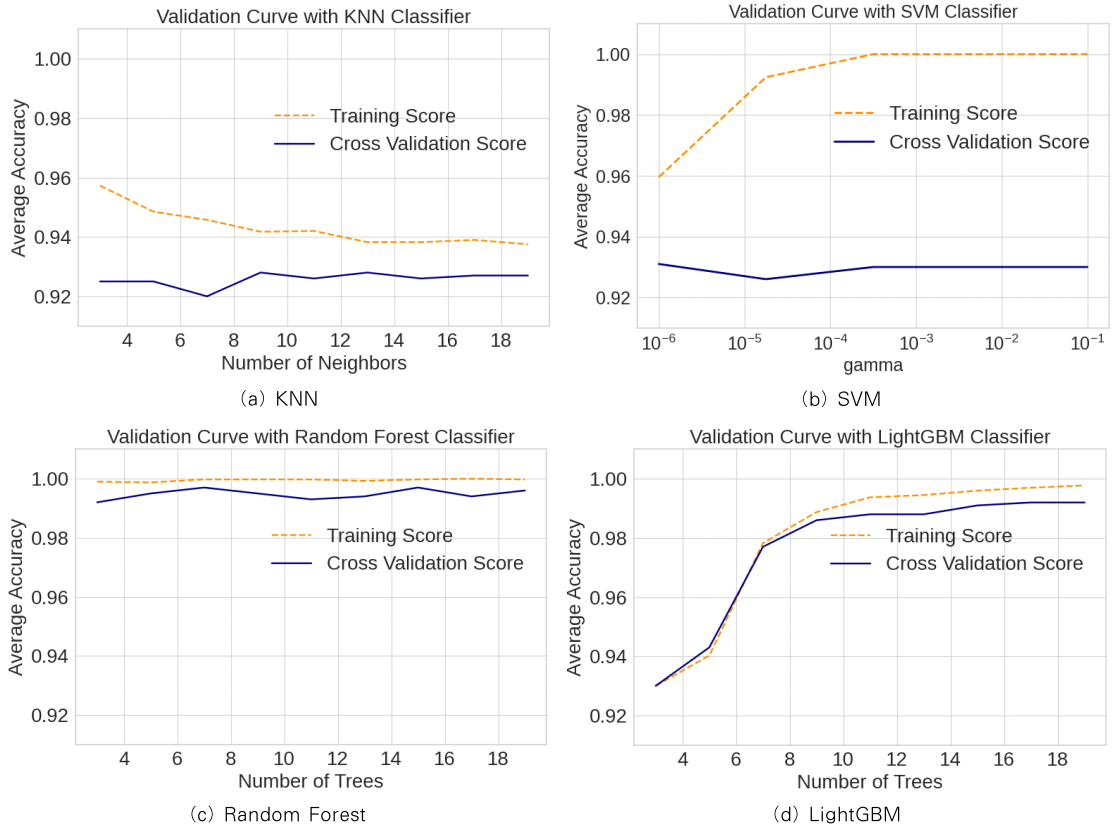 Validation Curve with KNN Classifier
Average Accuracy
1.00
0.98
0.96
0.94
0.92
Training Score
Cross Validation Score
4 6 8 10 12 14 16 18
Number of Neighbors
(a) KNN
Validation Curve with SVM Classifier
Average Accuracy
1.00
0.98
0.96
0.94
0.92
Training Score
Cross Validation Score
10⁻⁶ 10⁻⁵ 10⁻⁴ 10⁻³ 10⁻² 10⁻¹
gamma
(b) SVM
Validation Curve with Random Forest Classifier
Average Accuracy
1.00
0.98
0.96
0.94
0.92
Training Score
Cross Validation Score
4 6 8 10 12 14 16 18
Number of Trees
(c) Random Forest
Validation Curve with LightGBM Classifier
Average Accuracy
1.00
0.98
0.96
0.94
0.92
Training Score
Cross Validation Score
4 6 8 10 12 14 16 18
Number of Trees
(d) LightGBM